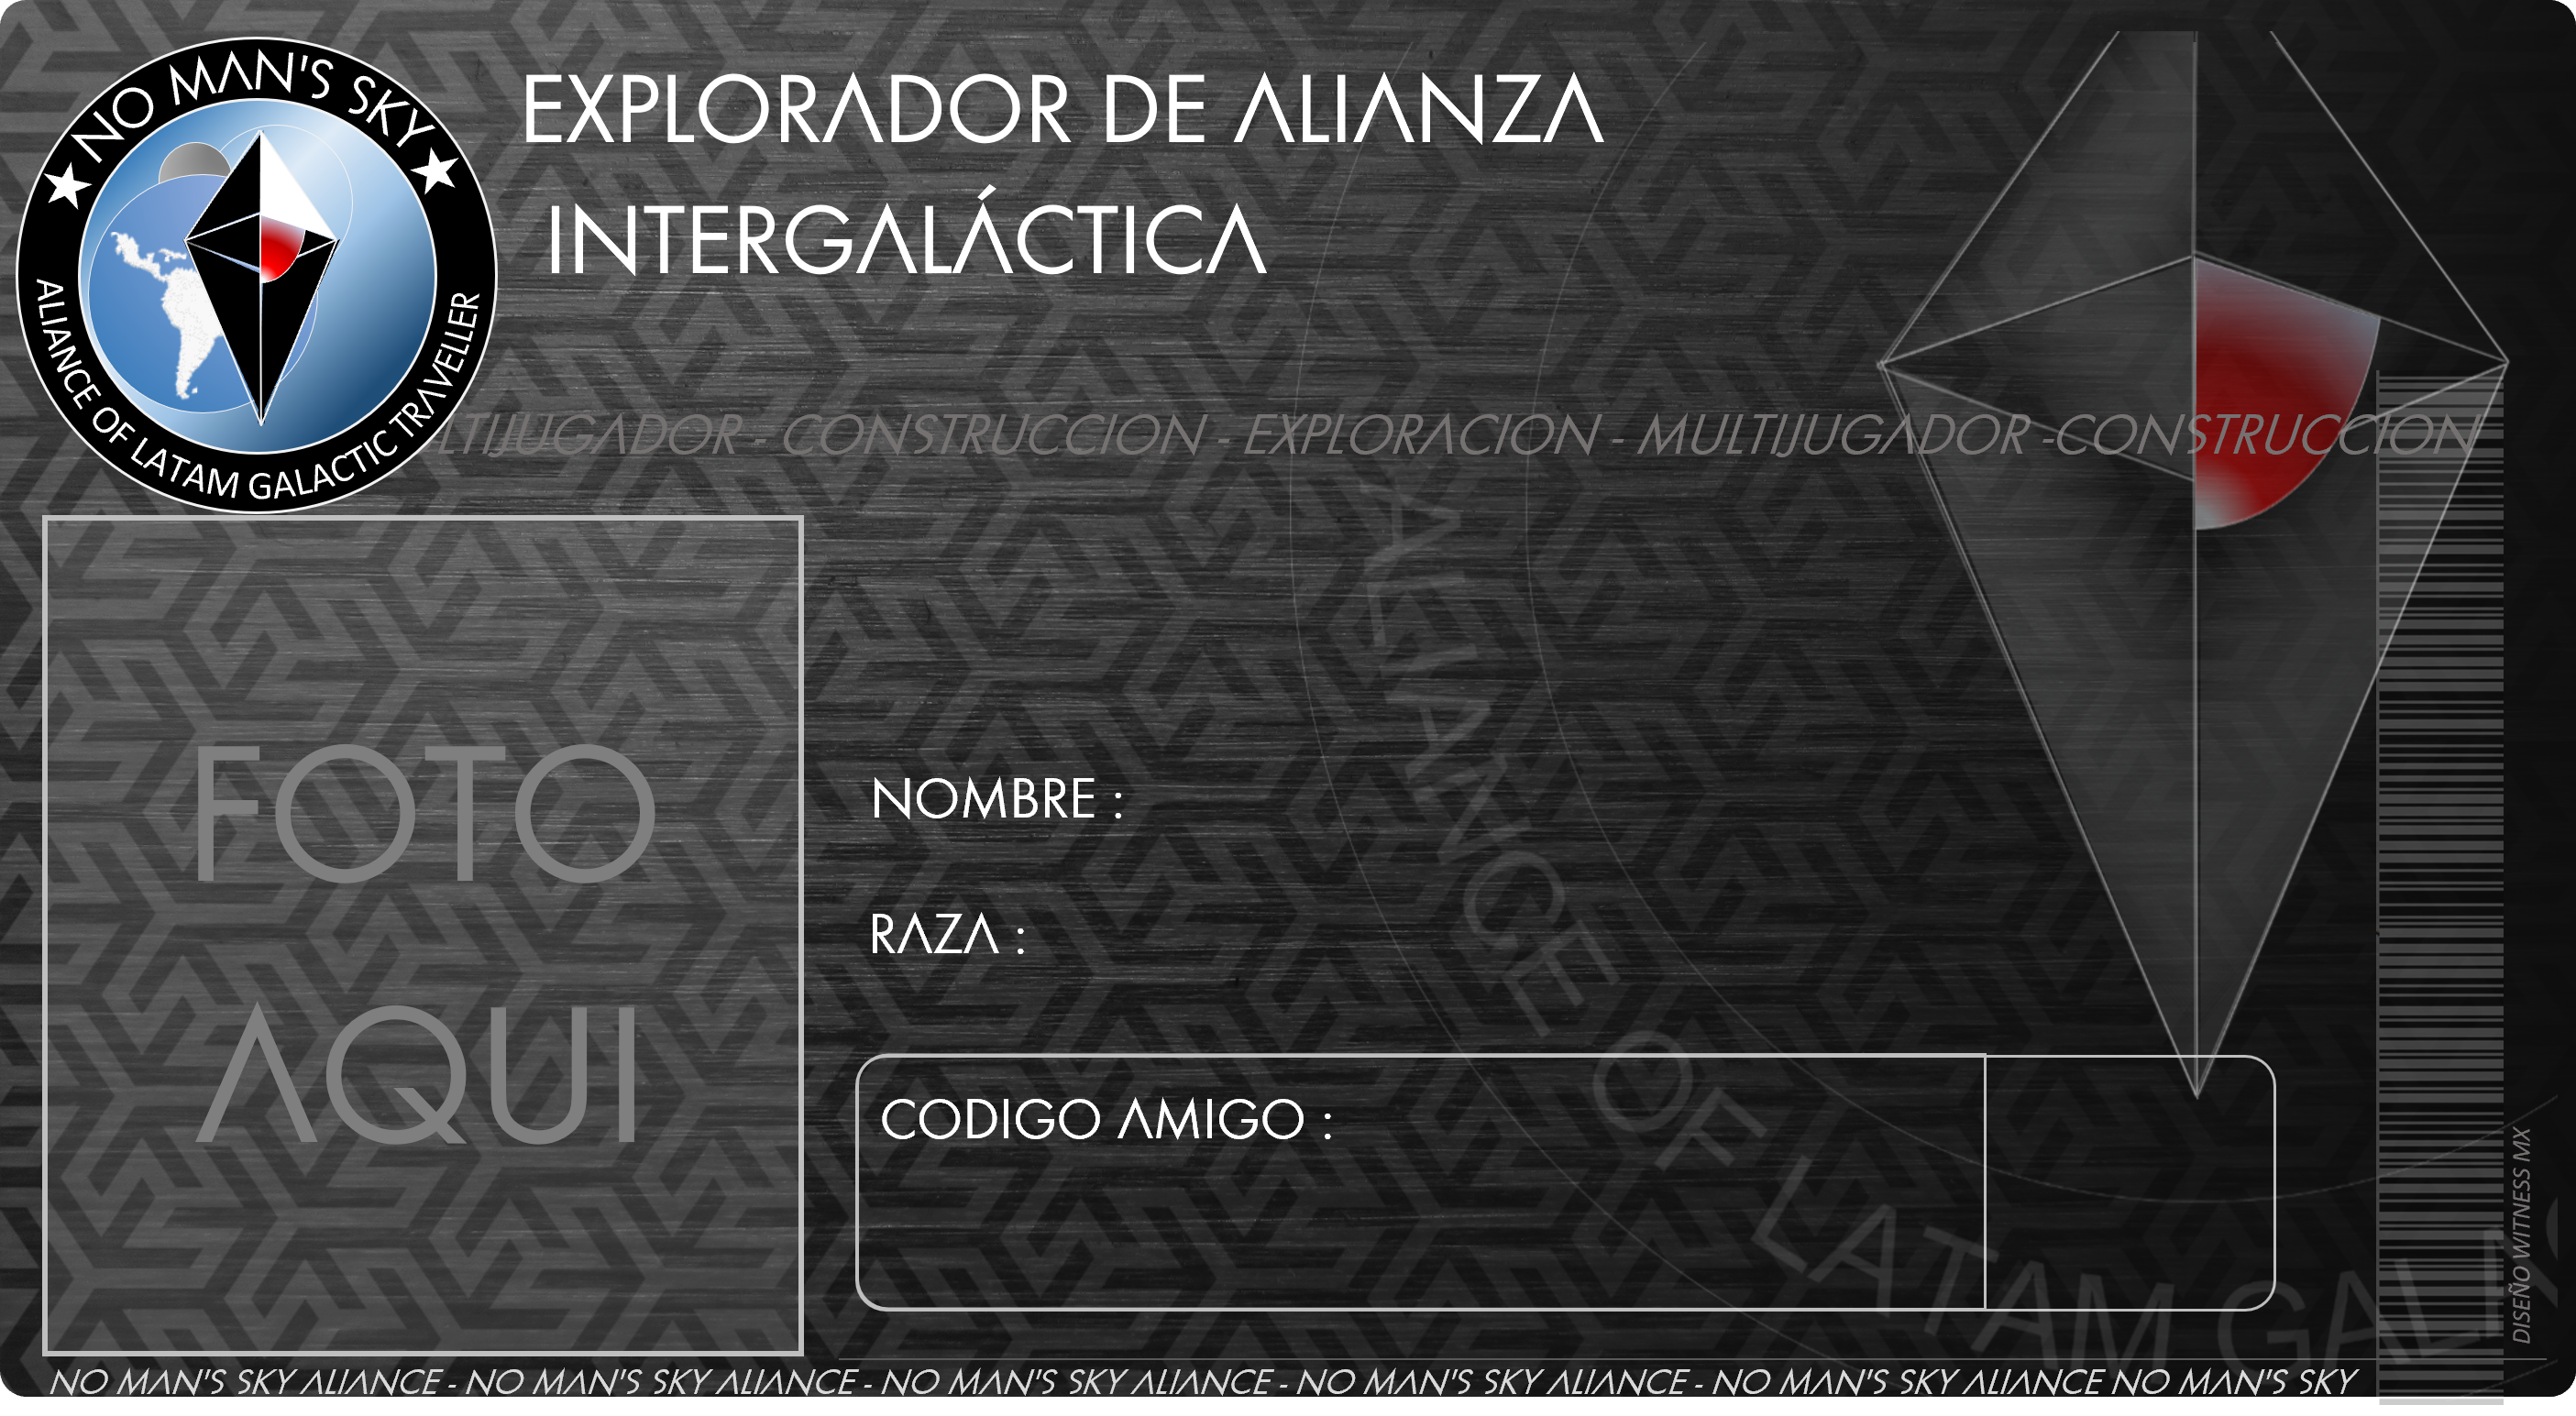 NO MAN'S SKY
ALIANCE OF LATAM GALACTIC TRAVELLER
EXPLORADOR DE ALIANZA
INTERGALÁCTICA
LTIJUGADOR - CONSTRUCCION - EXPLORACION - MULTIJUGADOR -CONSTRUCCION
FOTO
AQUI
NOMBRE :
RAZA :
CODIGO AMIGO :
ALIANCE OF LATAM GAL
DISEÑO WITNESS MX
NO MAN'S SKY ALIANCE - NO MAN'S SKY ALIANCE - NO MAN'S SKY ALIANCE - NO MAN'S SKY ALIANCE - NO MAN'S SKY ALIANCE NO MAN'S SKY